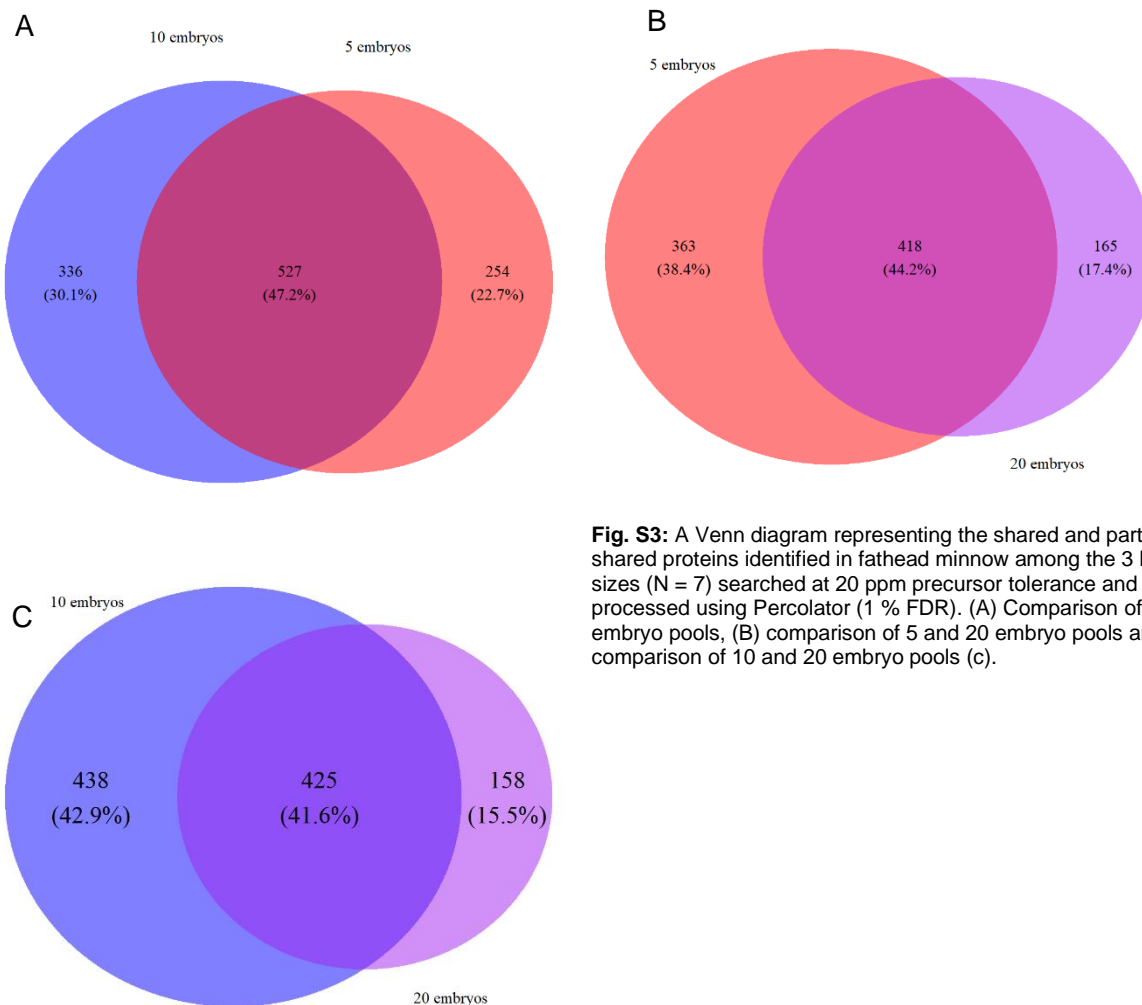 A
10 embryos
5 embryos
336
(30.1%)
527
(47.2%)
254
(22.7%)
B
5 embryos
363
(38.4%)
418
(44.2%)
165
(17.4%)
20 embryos
C
10 embryos
438
(42.9%)
425
(41.6%)
158
(15.5%)
20 embryos
Fig. S3: A Venn diagram representing the shared and
shared proteins identified in fathead minnow among the 3
sizes (N = 7) searched at 20 ppm precursor tolerance and
processed using Percolator (1 % FDR). (A) Comparison of
embryo pools, (B) comparison of 5 and 20 embryo pools
comparison of 10 and 20 embryo pools (c).